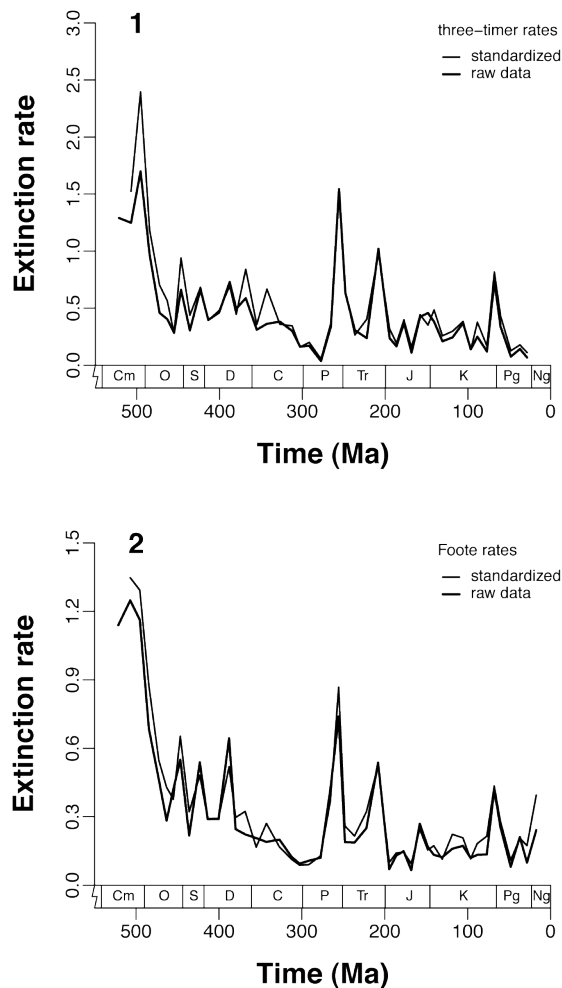 1
three–timer rates
standardized
raw data
Extinction rate
3.0
2.5
2.0
1.5
1.0
0.5
0.0
Cm O S D C P Tr J K Pg Ng
500 400 300 200 100 0
Time (Ma)
2
Foote rates
standardized
raw data
Extinction rate
1.5
1.2
0.9
0.6
0.3
0.0
Cm O S D C P Tr J K Pg Ng
500 400 300 200 100 0
Time (Ma)